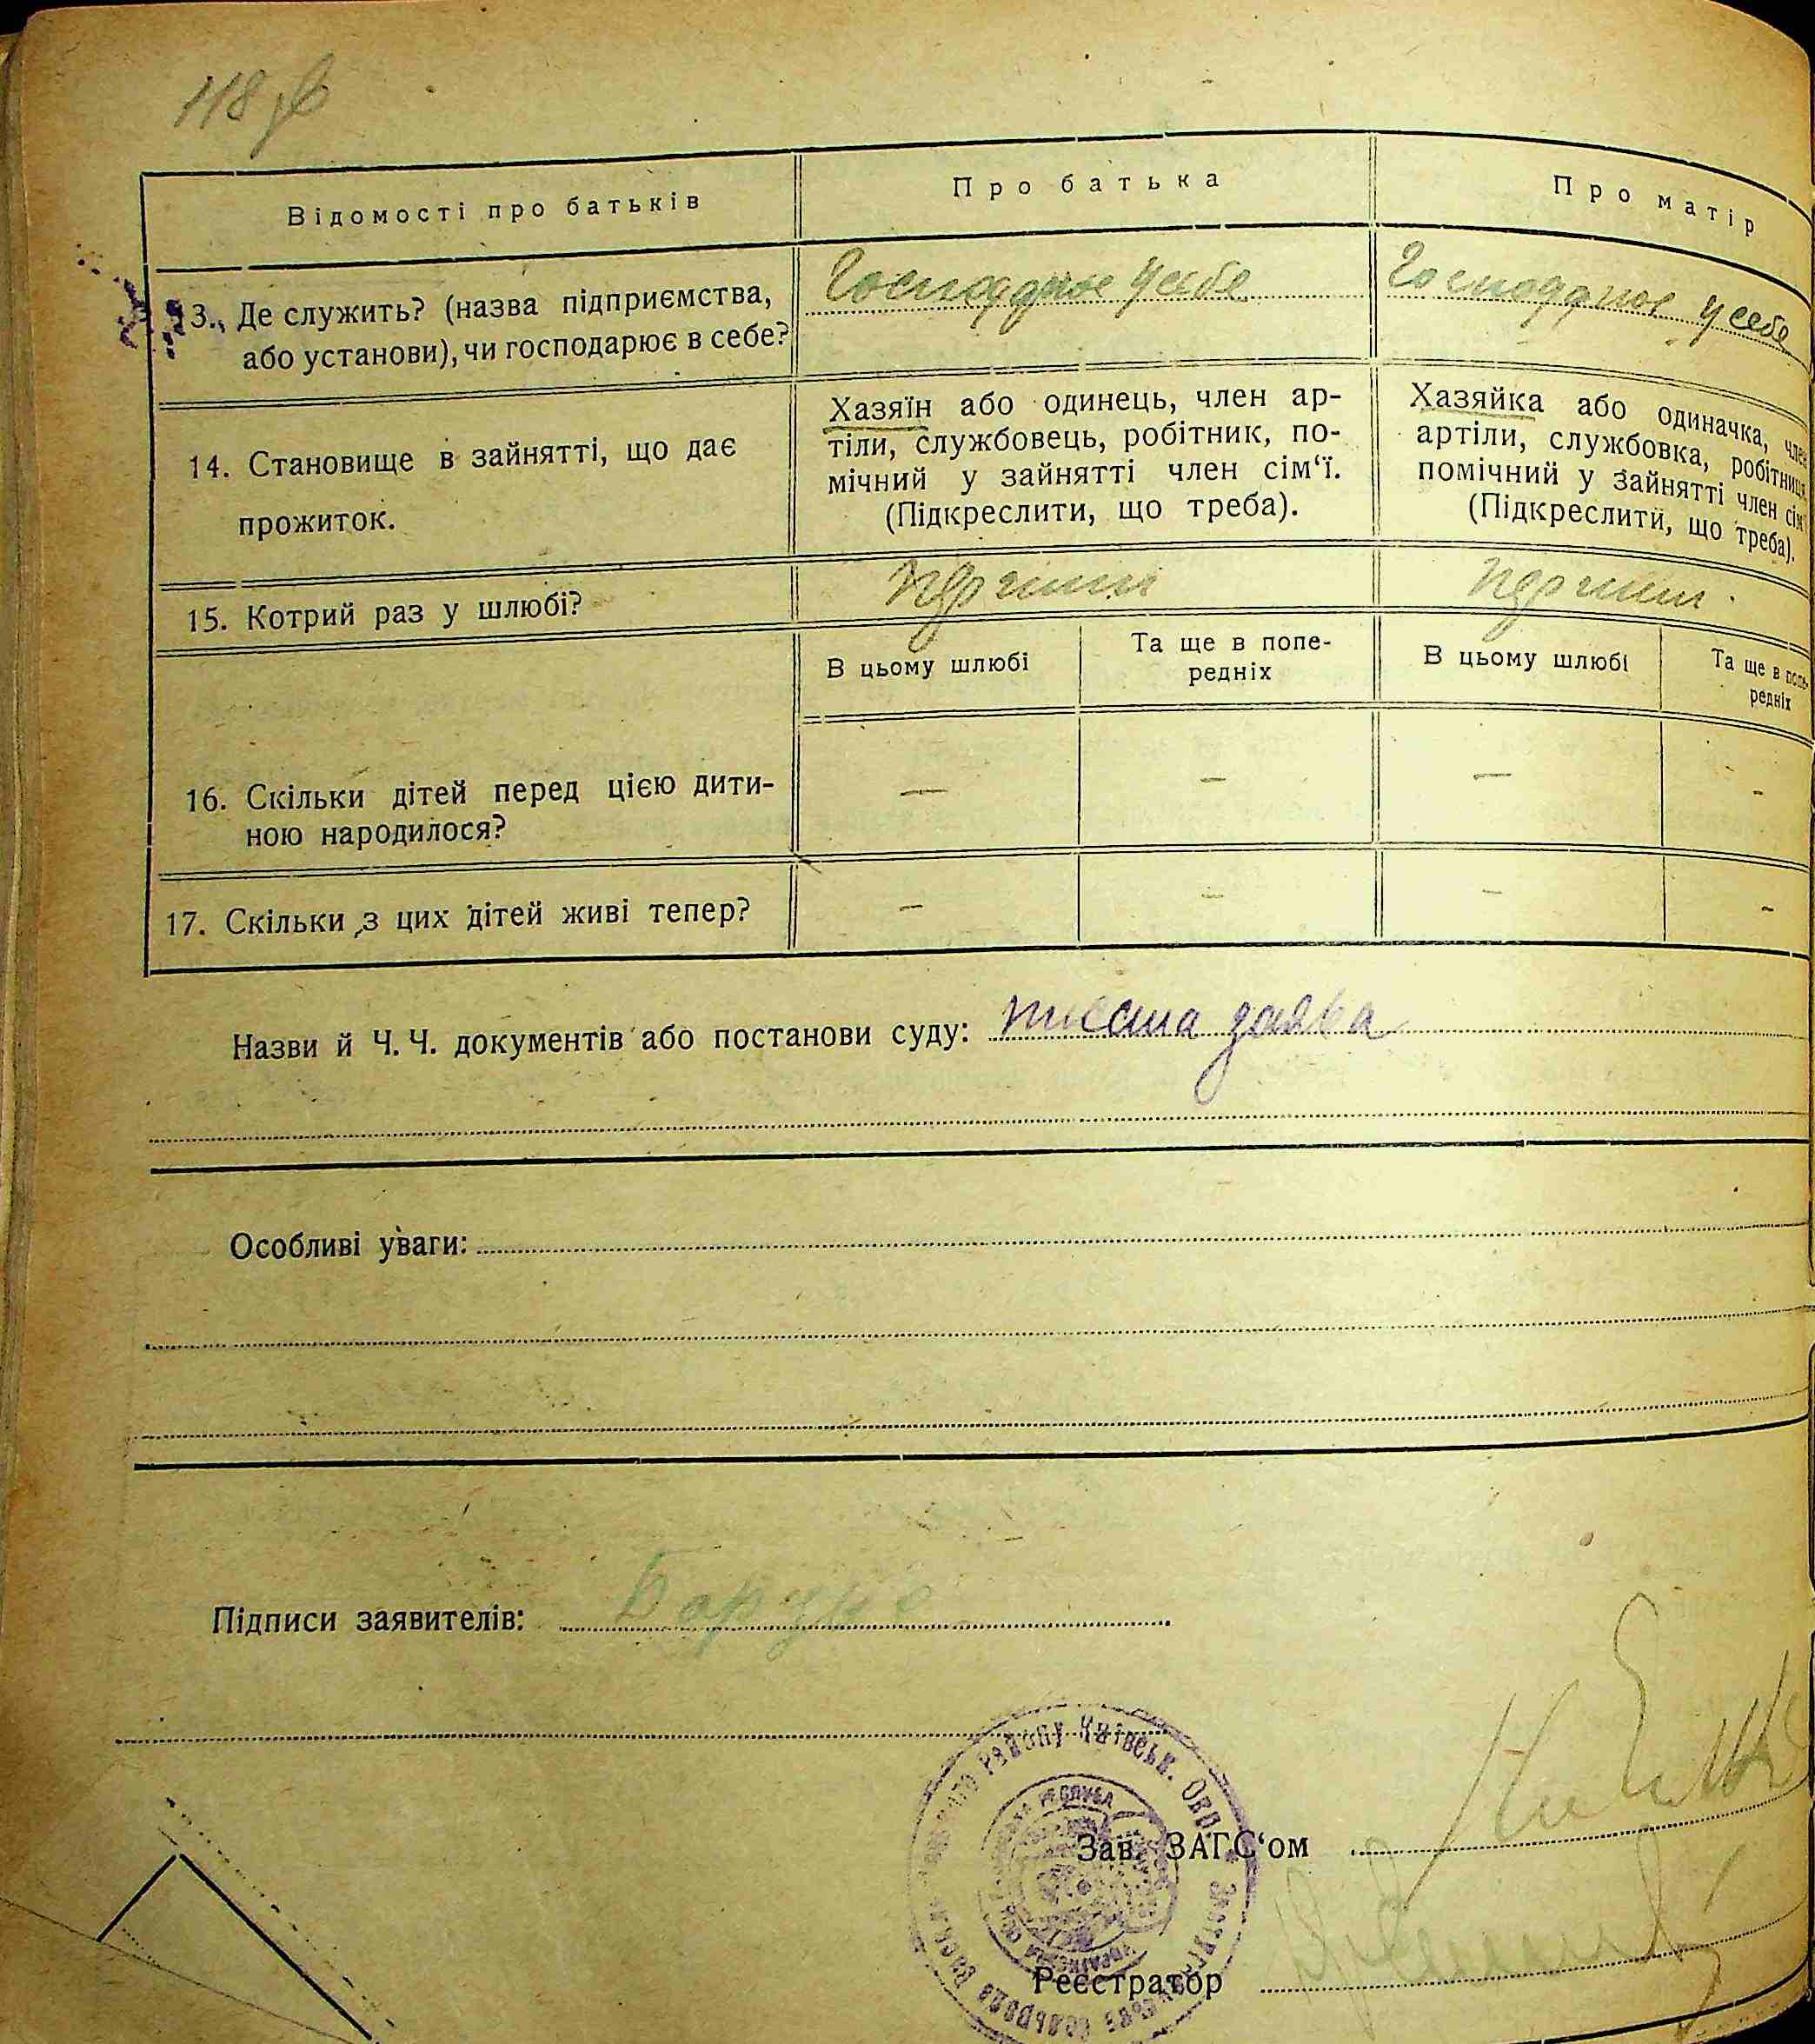 118
Відомості про батьків
Про батька
Про матір
13. Де служить? (назва підприємства,
або установи), чи господарює в себе?
Господарює у себе
Господарює у себе
14. Становище в зайнятті, що дає
прожиток.
Хазяїн або одинець, член ар-
тіли, службовець, робітник, по-
мічний у зайнятті член сім‘ї.
(Підкреслити, що треба).
Хазяйка або одиначка, член
артіли, службовка, робітниця,
помічний у зайнятті член сім‘ї
(Підкреслити, що треба).
15. Котрий раз у шлюбі?
перший
перший
В цьому шлюбі
Та ще в попе-
редніх
В цьому шлюбі
Та ще в попе-
редніх
16. Скільки дітей перед цією дити-
ною народилося?
— — — -
17. Скільки з цих дітей живі тепер?
— — — -
Назви й Ч. Ч. документів або постанови суду: заява
Особливі уваги:
Підписи заявителів:
Зав. ЗАГС‘ом
Реєстратор